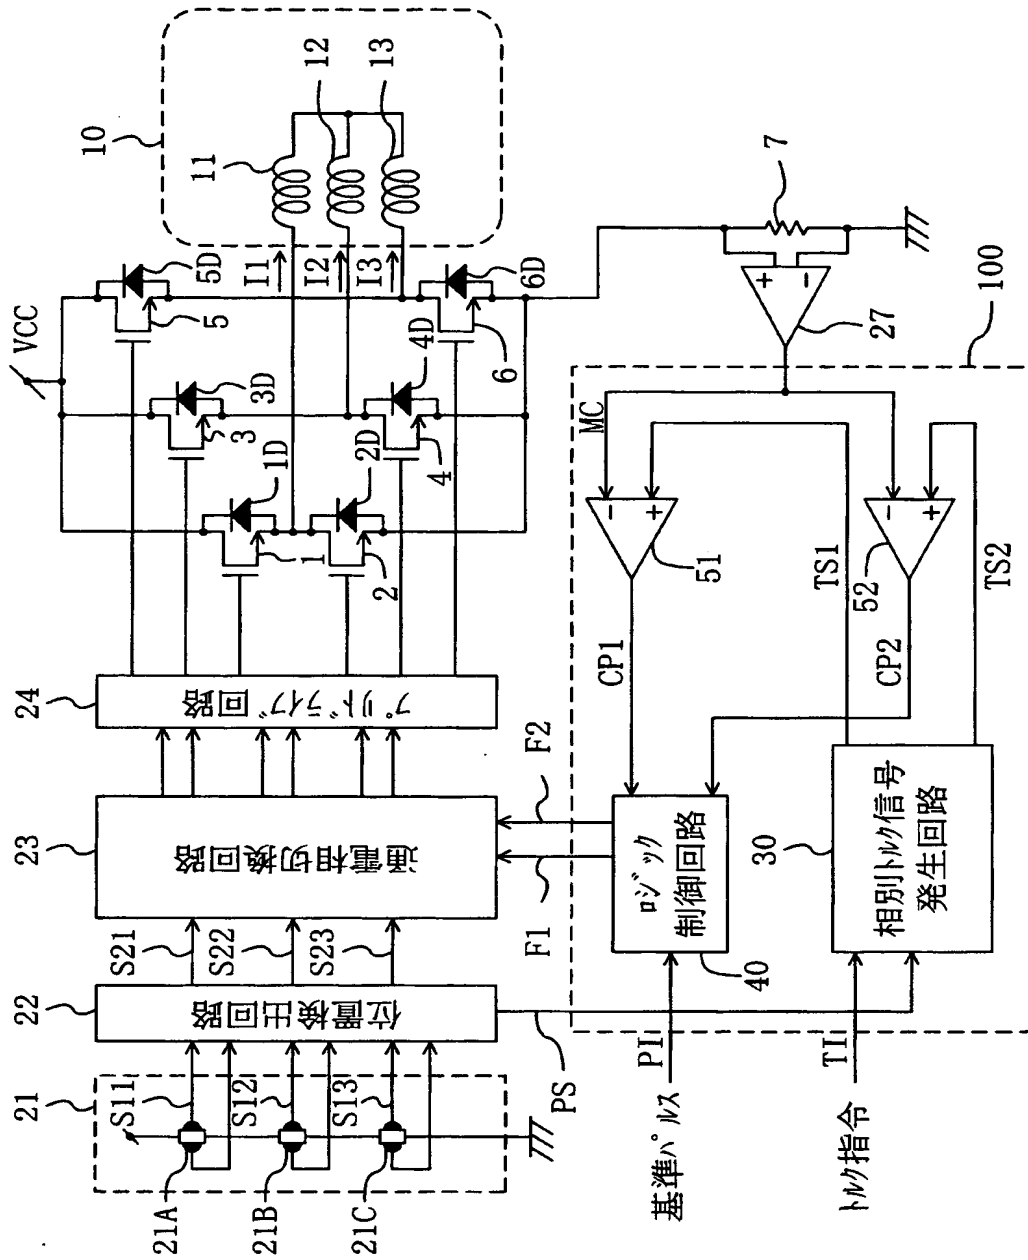 VCC
10
11
12
13
5D
5
3D
3
1D
1
2D
2
4D
4
6D
6
I1
I2
I3
7
27
100
24
プリドライブ回路
23
通電相切換回路
22
位置検出回路
S21
S22
S23
21
S11
S12
S13
21A
21B
21C
PS
F1
F2
MC
-
+
51
CP1
TS1
-
+
52
CP2
TS2
+
-
ロジック
制御回路
40
30
相別トルク信号
発生回路
PI
基準パルス
TI
トルク指令